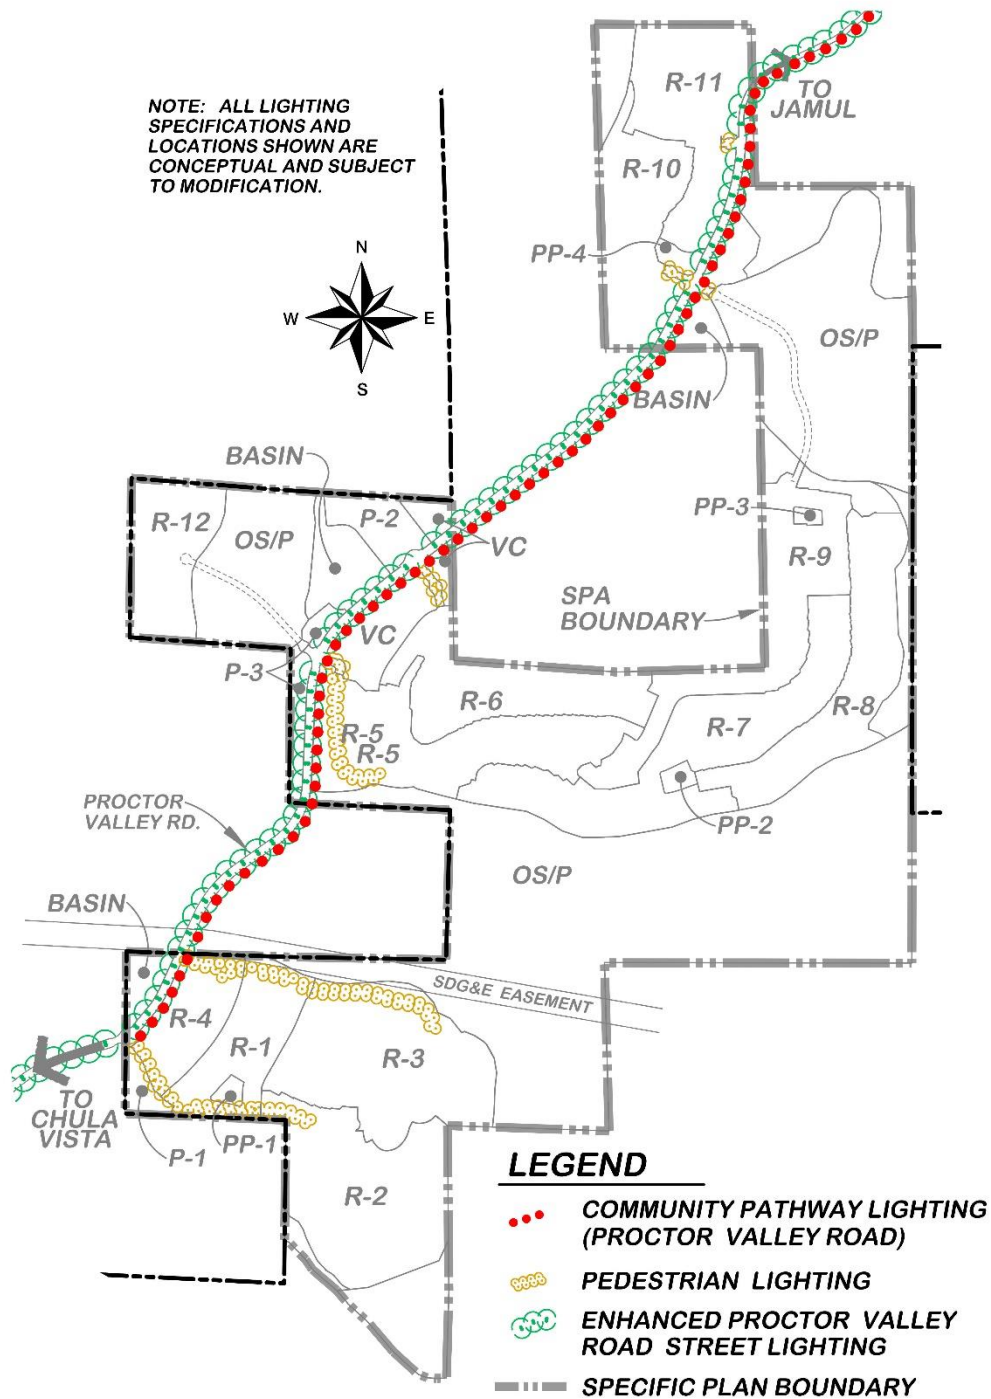 NOTE: ALL LIGHTING
SPECIFICATIONS AND
LOCATIONS SHOWN ARE
CONCEPTUAL AND SUBJECT
TO MODIFICATION.
R-11
TO
JAMUL
R-10
PP-4
N
W
E
S
OS/P
BASIN
BASIN
R-12
P-2
OS/P
VC
PP-3
R-9
SPA
BOUNDARY
VC
P-3
R-6
R-8
R-5
R-5
R-7
PROCTOR
VALLEY RD.
PP-2
OS/P
BASIN
SDG&E EASEMENT
R-4
R-1
R-3
TO
CHULA
VISTA
P-1
PP-1
R-2
LEGEND
COMMUNITY PATHWAY LIGHTING
(PROCTOR VALLEY ROAD)
PEDESTRIAN LIGHTING
ENHANCED PROCTOR VALLEY
ROAD STREET LIGHTING
SPECIFIC PLAN BOUNDARY